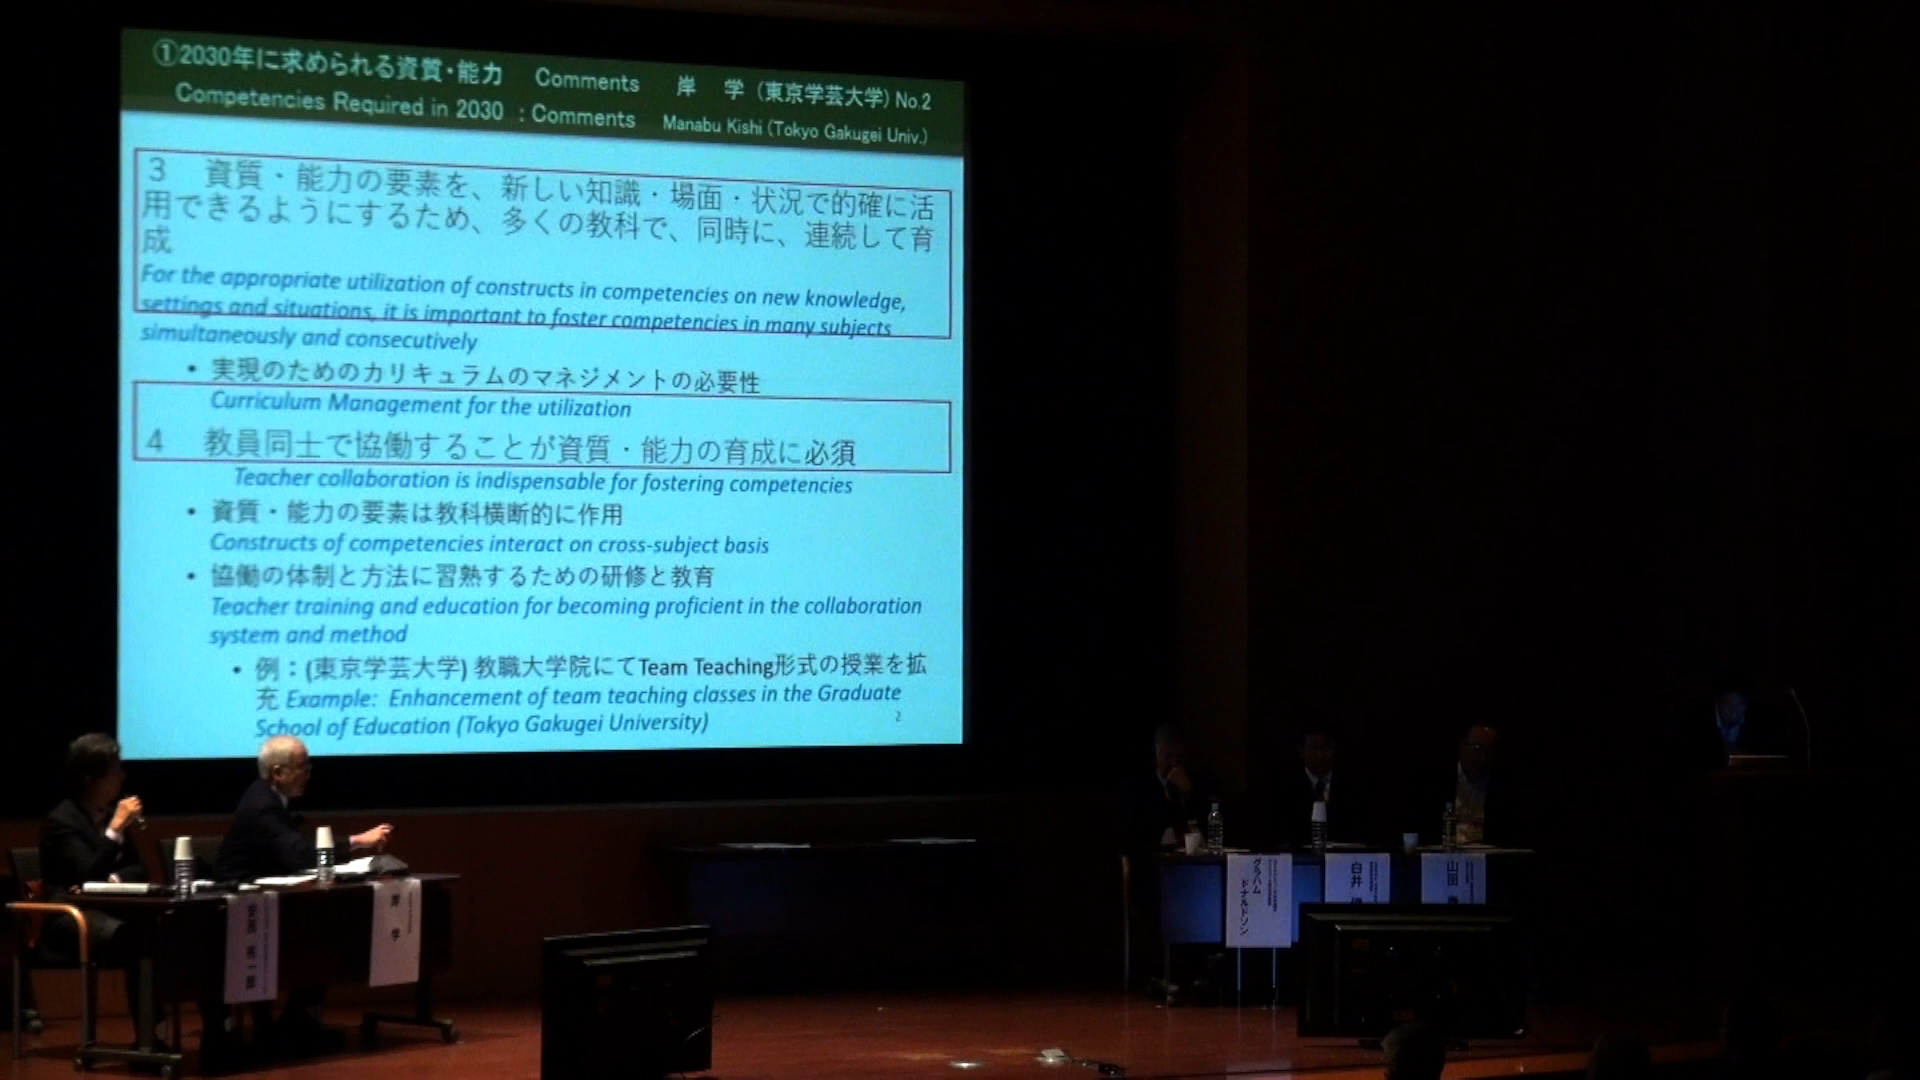 ①2030年に求められる資質・能力 Comments 岸 学 (東京学芸大学) No.2
Competencies Required in 2030 : Comments Manabu Kishi (Tokyo Gakugei Univ.)
3 資質・能力の要素を、新しい知識・場面・状況で的確に活
用できるようにするため、多くの教科で、同時に、連続して育
成
For the appropriate utilization of constructs in competencies on new knowledge,
settings and situations, it is important to foster competencies in many subjects
simultaneously and consecutively
• 実現のためのカリキュラムのマネジメントの必要性
Curriculum Management for the utilization
4 教員同士で協働することが資質・能力の育成に必須
Teacher collaboration is indispensable for fostering competencies
• 資質・能力の要素は教科横断的に作用
Constructs of competencies interact on cross-subject basis
• 協働の体制と方法に習熟するための研修と教育
Teacher training and education for becoming proficient in the collaboration
system and method
• 例：(東京学芸大学) 教職大学院にてTeam Teaching形式の授業を拡
充 Example: Enhancement of team teaching classes in the Graduate
School of Education (Tokyo Gakugei University)
2
岸 学
グラハム
ドナルドソン
白井
山田